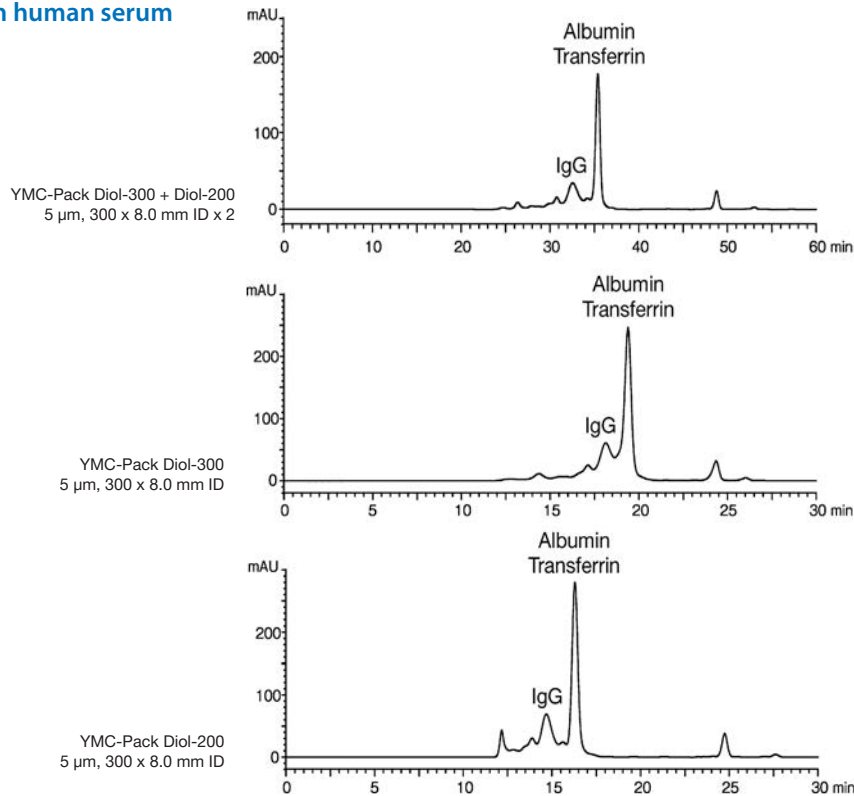 n human serum
mAU
200
100
0
Albumin
Transferrin
IgG
YMC-Pack Diol-300 + Diol-200
5 µm, 300 x 8.0 mm ID x 2
0 10 20 30 40 50 60 min
mAU
200
100
0
Albumin
Transferrin
IgG
YMC-Pack Diol-300
5 µm, 300 x 8.0 mm ID
0 5 10 15 20 25 30 min
mAU
200
100
0
Albumin
Transferrin
IgG
YMC-Pack Diol-200
5 µm, 300 x 8.0 mm ID
0 5 10 15 20 25 30 min